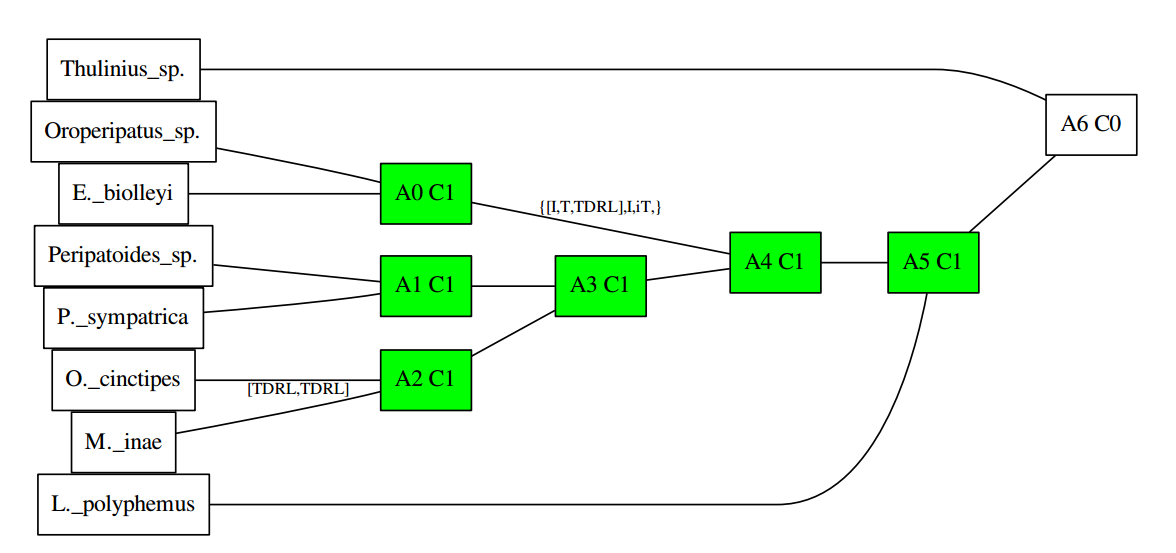 Thulinius_sp.
Oroperipatus_sp.
E._biolleyi
Peripatoides_sp.
P._sympatrica
O._cinctipes
M._inae
L._polyphemus
A0 C1
A1 C1
A2 C1
[TDRL,TDRL]
{[I,T,TDRL],I,iT,}
A3 C1
A4 C1
A5 C1
A6 C0